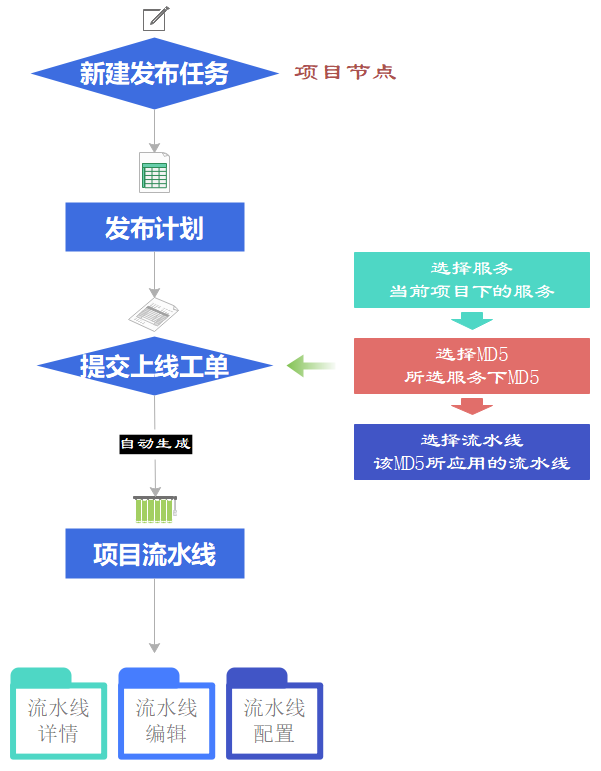 新建发布任务
项目节点
发布计划
选择服务
当前项目下的服务
提交上线工单
选择MD5
所选服务下MD5
自动生成
选择流水线
该MD5所应用的流水线
项目流水线
流水线
详情
流水线
编辑
流水线
配置